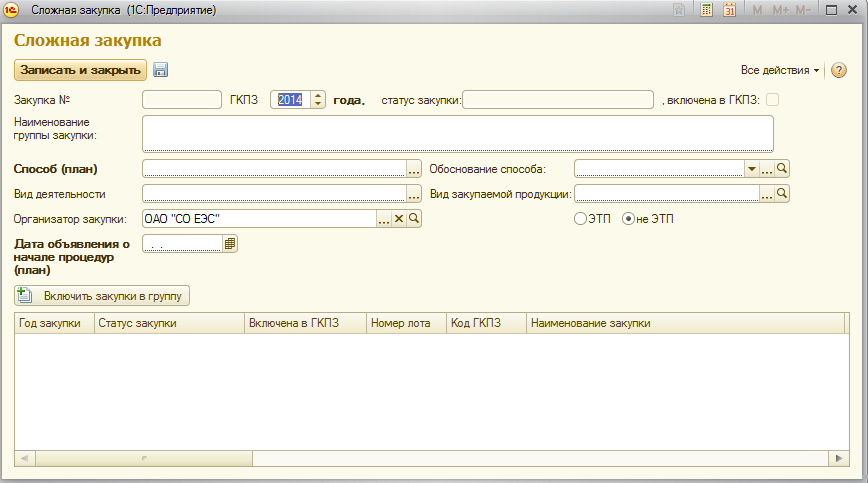 Сложная закупка (1С:Предприятие)
M M+ M-
Сложная закупка
Записать и закрыть
Все действия
Закупка № ГКПЗ 2014 года, статус закупки: , включена в ГКПЗ:
Наименование
группы закупки:
Способ (план) Обоснование способа:
Вид деятельности Вид закупаемой продукции:
Организатор закупки: ОАО "СО ЕЭС" ЭТП не ЭТП
Дата объявления о
начале процедур
(план)
Включить закупки в группу
Год закупки Статус закупки Включена в ГКПЗ Номер лота Код ГКПЗ Наименование закупки